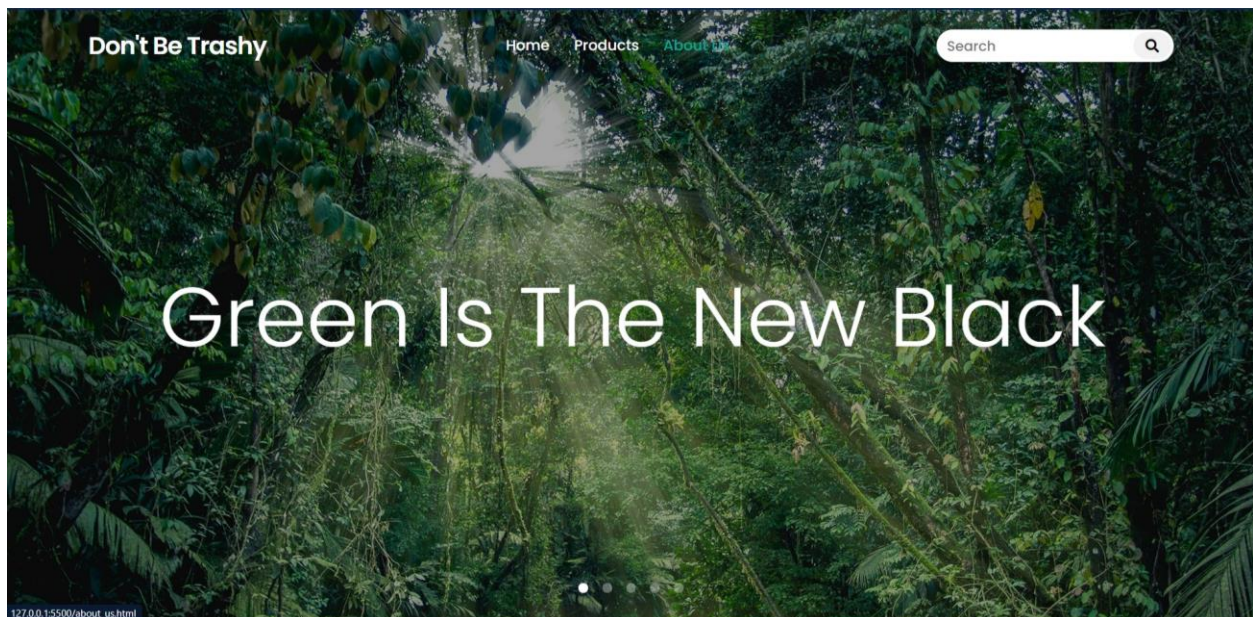 Don't Be Trashy
Home Products About Us
Search
Green Is The New Black
127.0.0.1:5500/about_us.html